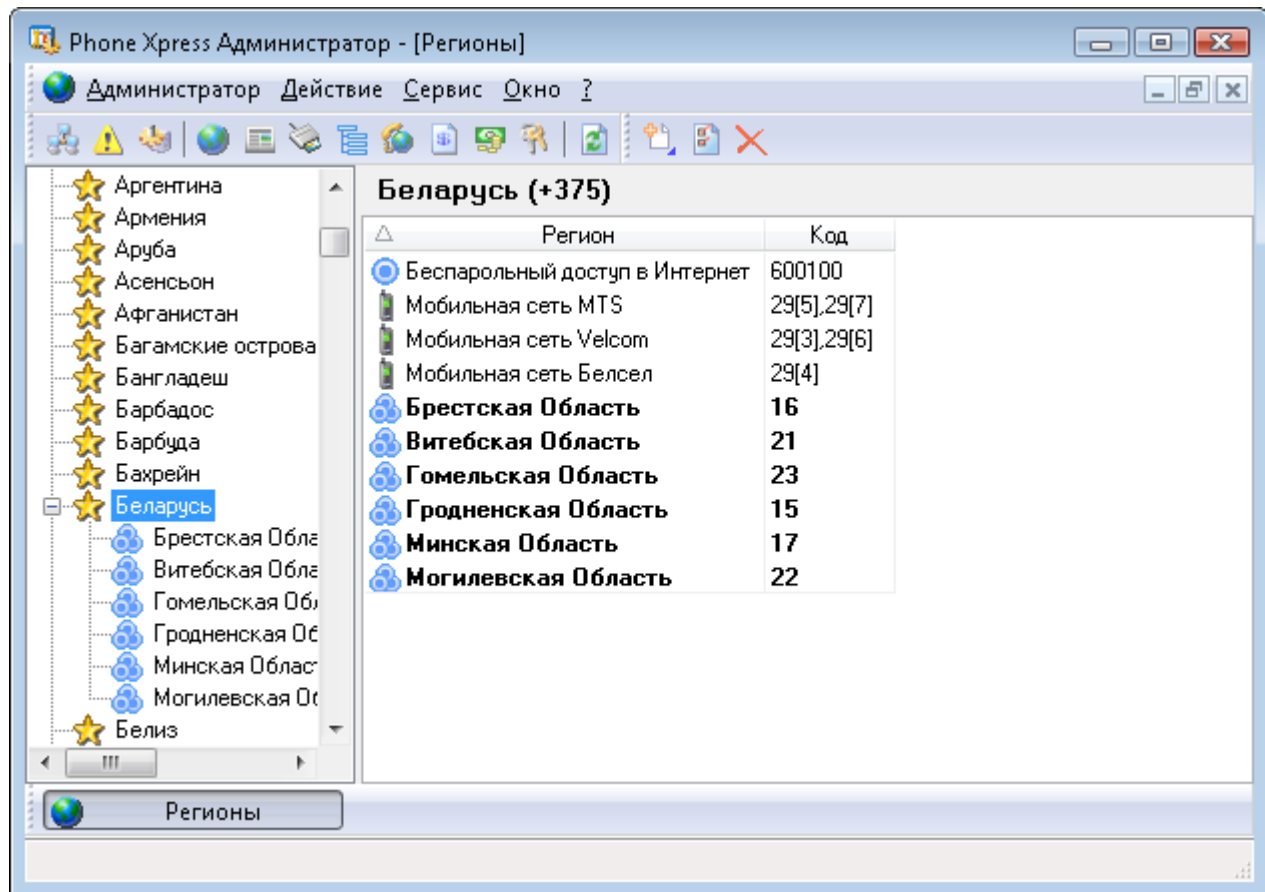 Phone Xpress Администратор - [Регионы]
Администратор Действие Сервис Окно ?
Аргентина
Армения
Аруба
Асенсьон
Афганистан
Багамские острова
Бангладеш
Барбадос
Барбуда
Бахрейн
Беларусь
Брестская Обла
Витебская Обла
Гомельская Обл
Гродненская Об
Минская Област
Могилевская Об
Белиз
Беларусь (+375)
Регион Код
Беспарольный доступ в Интернет 600100
Мобильная сеть MTS 29[5],29[7]
Мобильная сеть Velcom 29[3],29[6]
Мобильная сеть Белсел 29[4]
Брестская Область 16
Витебская Область 21
Гомельская Область 23
Гродненская Область 15
Минская Область 17
Могилевская Область 22
Регионы